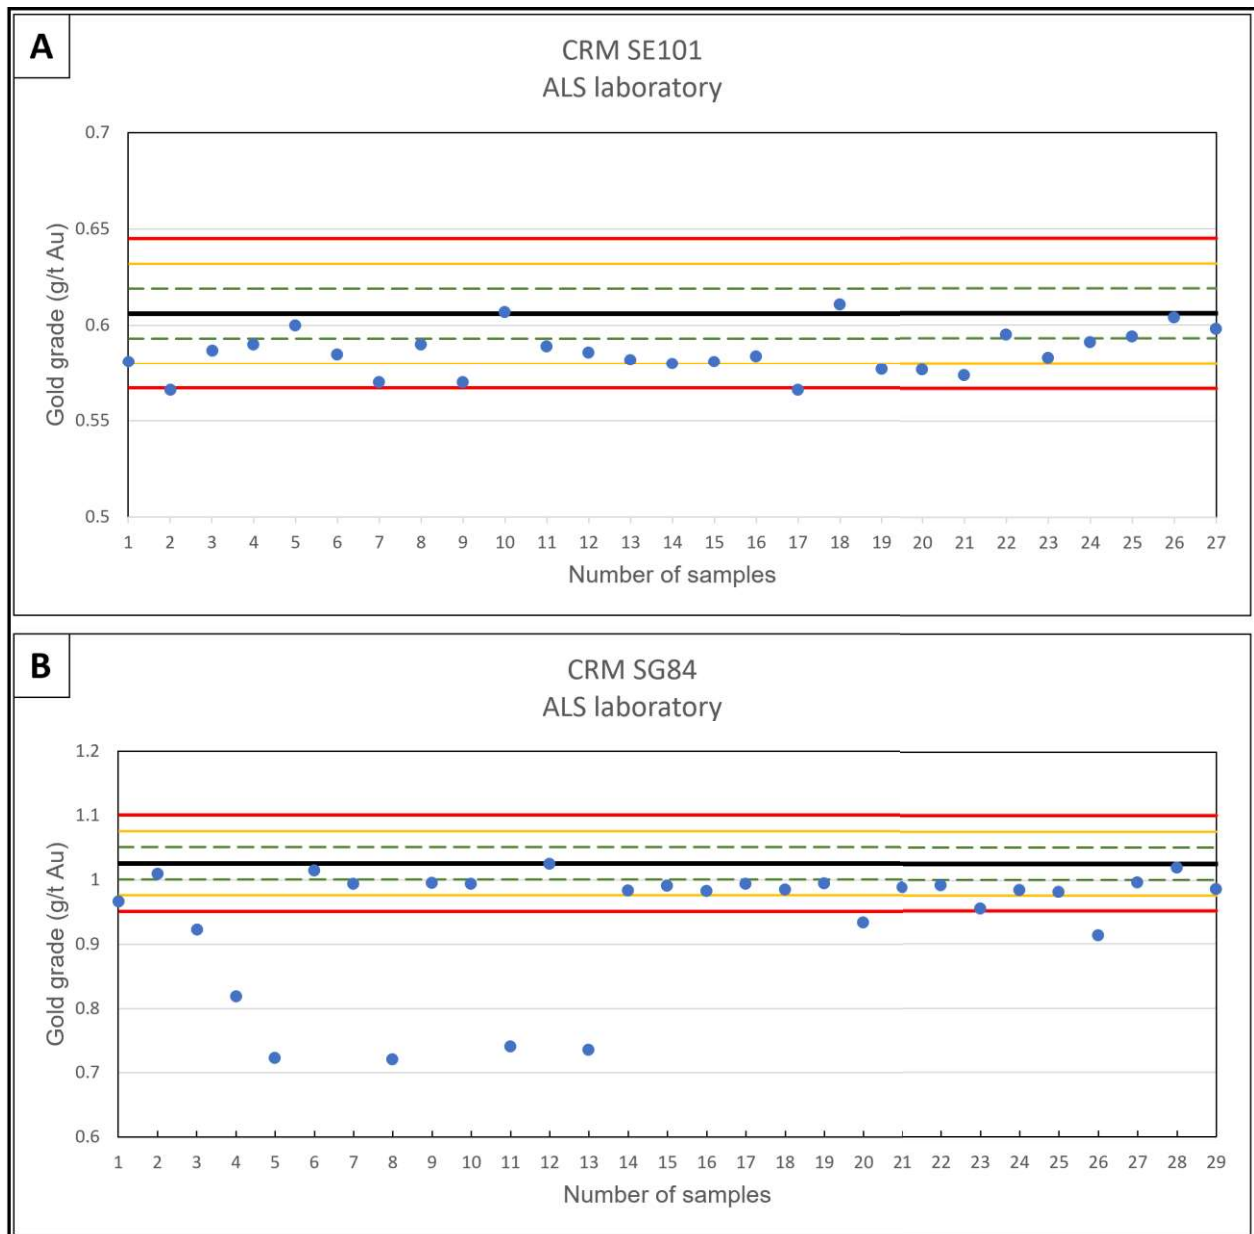 A
CRM SE101
ALS laboratory
Gold grade (g/t Au)
0.7
0.65
0.6
0.55
0.5
1 2 3 4 5 6 7 8 9 10 11 12 13 14 15 16 17 18 19 20 21 22 23 24 25 26 27
Number of samples
B
CRM SG84
ALS laboratory
Gold grade (g/t Au)
1.2
1.1
1
0.9
0.8
0.7
0.6
1 2 3 4 5 6 7 8 9 10 11 12 13 14 15 16 17 18 19 20 21 22 23 24 25 26 27 28 29
Number of samples